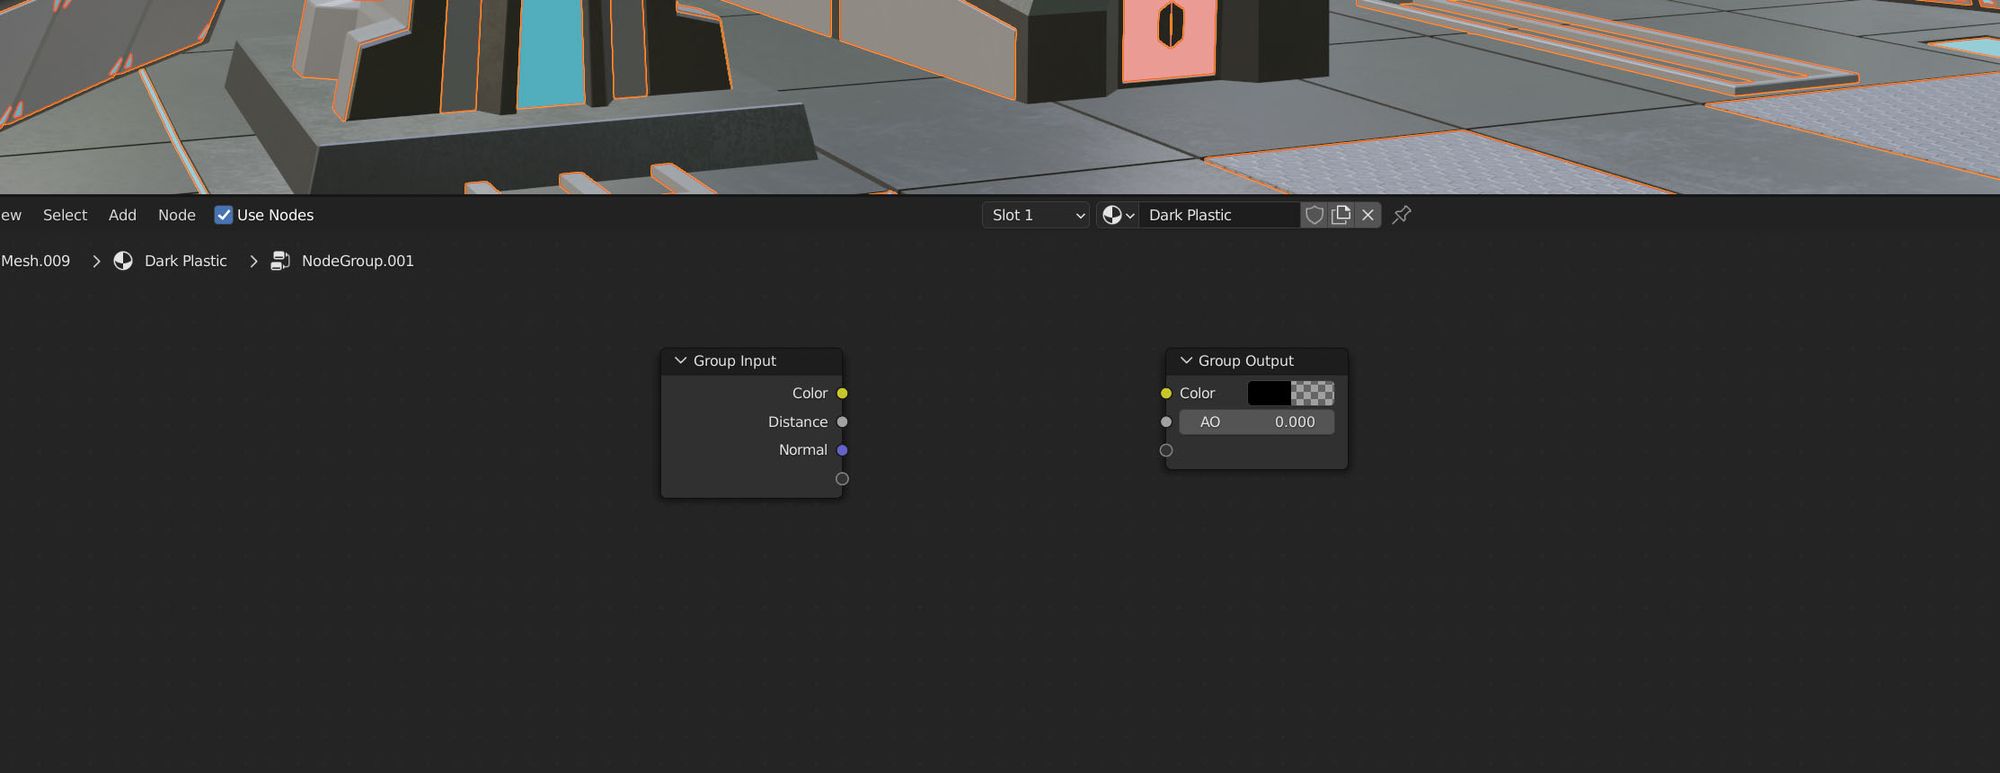 ew Select Add Node Use Nodes Slot 1 Dark Plastic
Mesh.009 Dark Plastic NodeGroup.001
Group Input Group Output
Color Color
Distance AO 0.000
Normal